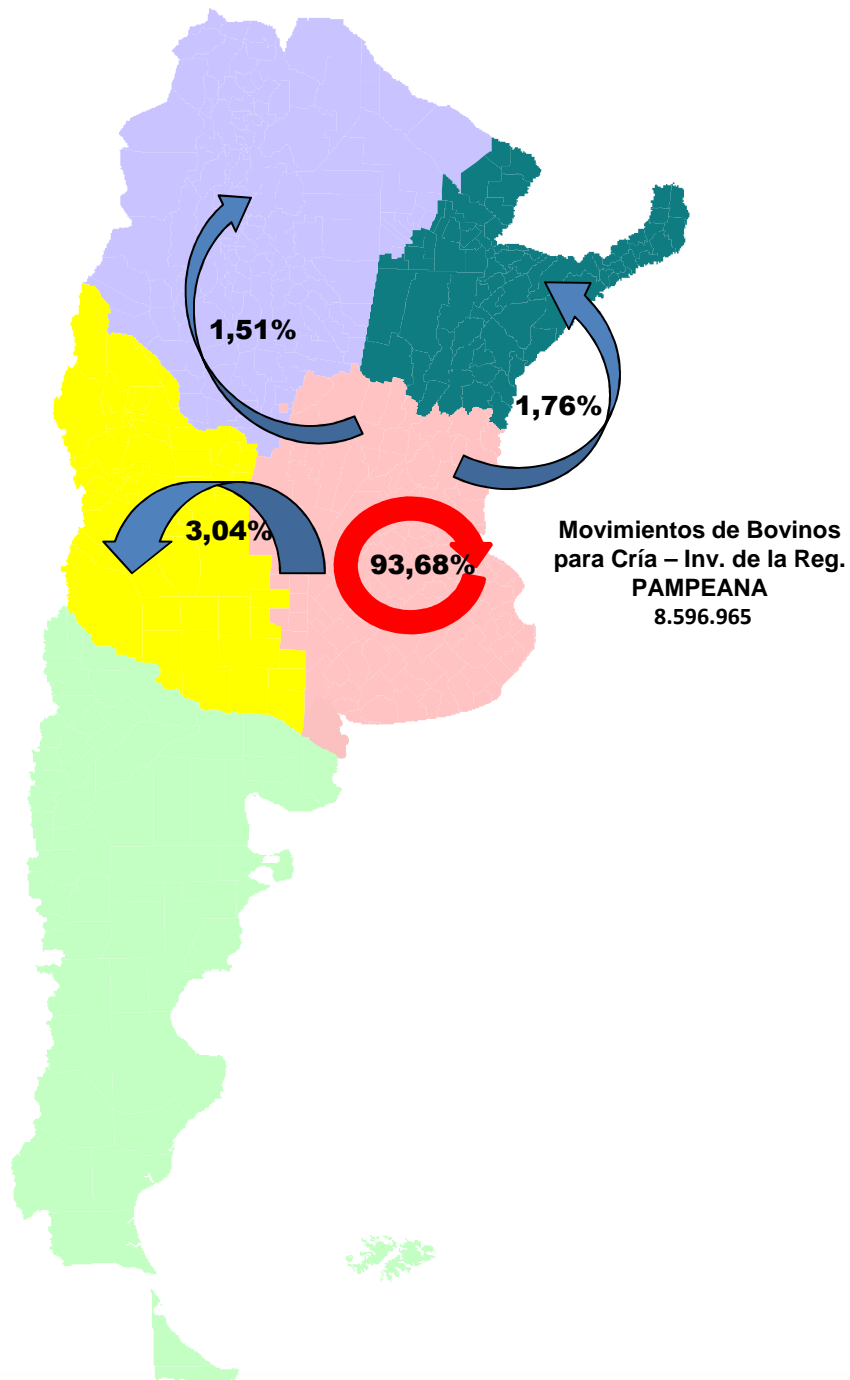 1,51%
1,76%
3,04%
93,68%
Movimientos de Bovinos
para Cría – Inv. de la Reg.
PAMPEANA
8.596.965